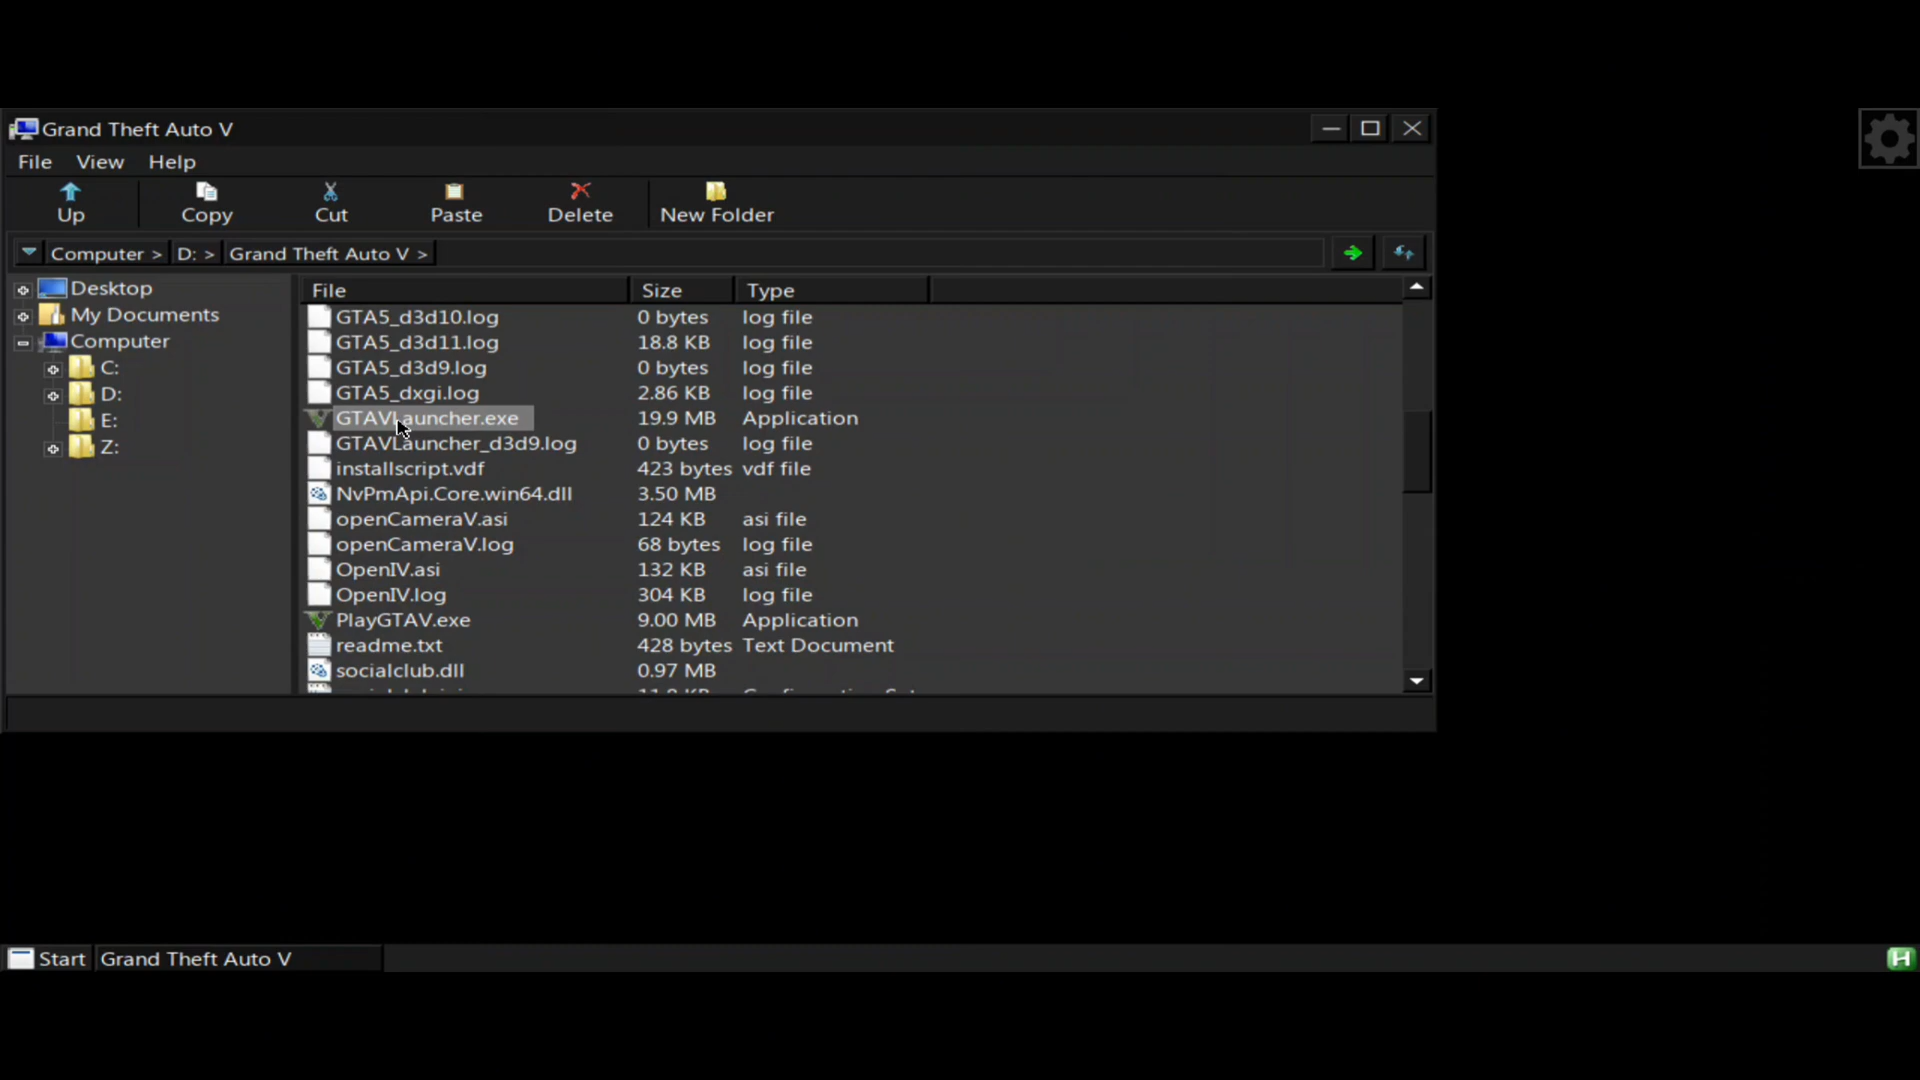 Grand Theft Auto V
File View Help
Up Copy Cut Paste Delete New Folder
Computer > D: > Grand Theft Auto V >
Desktop
My Documents
Computer
C:
D:
E:
Z:
File Size Type
GTA5_d3d10.log 0 bytes log file
GTA5_d3d11.log 18.8 KB log file
GTA5_d3d9.log 0 bytes log file
GTA5_dxgi.log 2.86 KB log file
GTAVLauncher.exe 19.9 MB Application
GTAVLauncher_d3d9.log 0 bytes log file
installscript.vdf 423 bytes vdf file
NvPmApi.Core.win64.dll 3.50 MB
openCameraV.asi 124 KB asi file
openCameraV.log 68 bytes log file
OpenIV.asi 132 KB asi file
OpenIV.log 304 KB log file
PlayGTAV.exe 9.00 MB Application
readme.txt 428 bytes Text Document
socialclub.dll 0.97 MB
Start Grand Theft Auto V
H